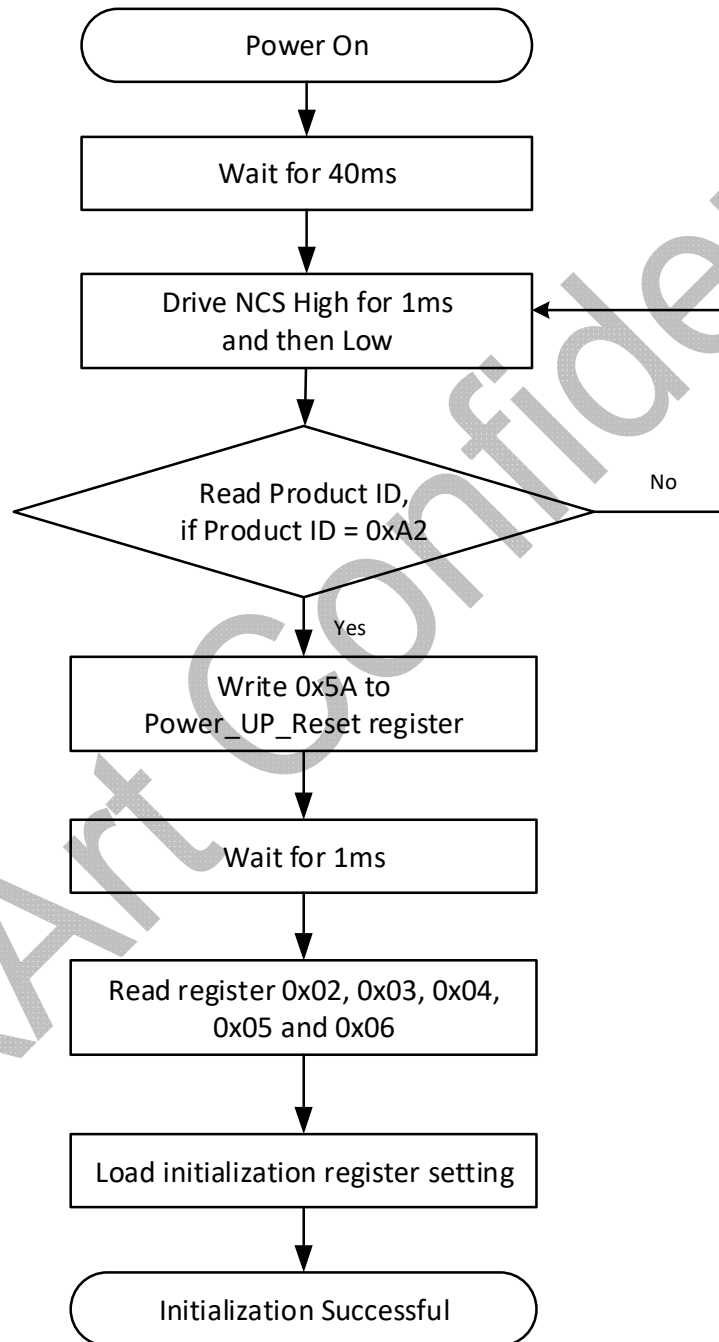 Power On
Wait for 40ms
Drive NCS High for 1ms
and then Low
Read Product ID,
if Product ID = 0xA2
No
Yes
Write 0x5A to
Power_UP_Reset register
Wait for 1ms
Read register 0x02, 0x03, 0x04,
0x05 and 0x06
Load initialization register setting
Initialization Successful